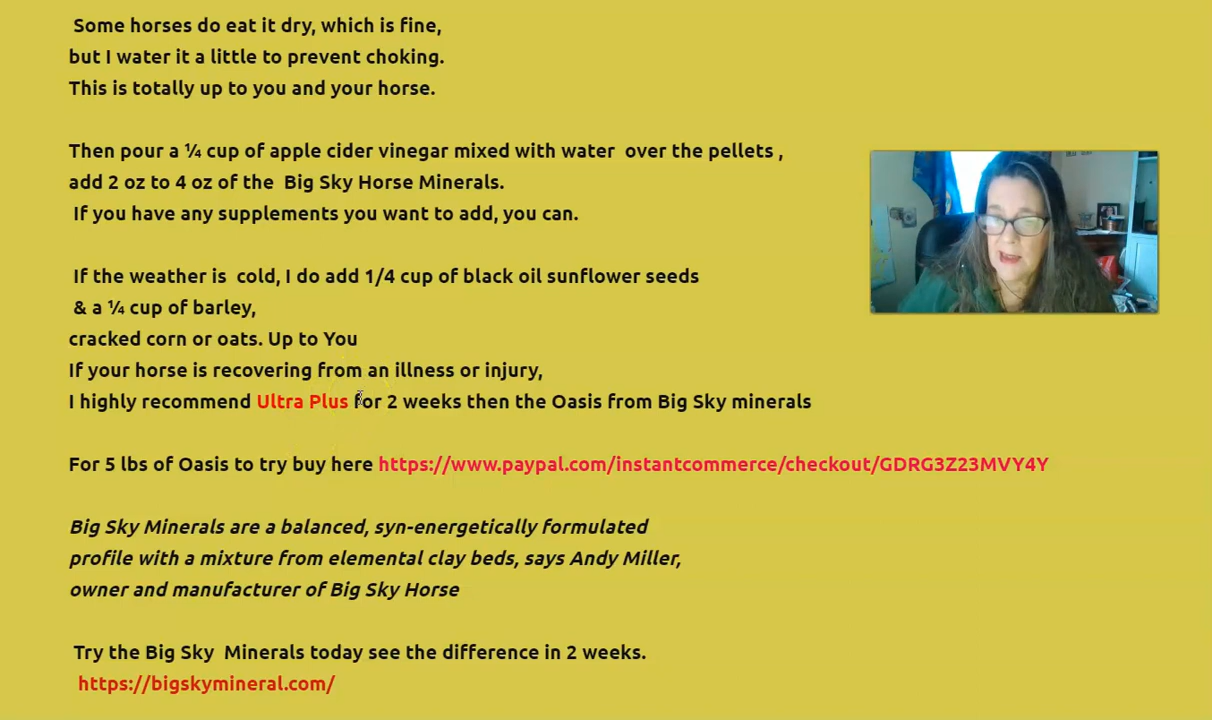 Some horses do eat it dry, which is fine,
but I water it a little to prevent choking.
This is totally up to you and your horse.
Then pour a ¼ cup of apple cider vinegar mixed with water over the pellets ,
add 2 oz to 4 oz of the Big Sky Horse Minerals.
If you have any supplements you want to add, you can.
If the weather is cold, I do add 1/4 cup of black oil sunflower seeds
& a ¼ cup of barley,
cracked corn or oats. Up to You
If your horse is recovering from an illness or injury,
I highly recommend Ultra Plus for 2 weeks then the Oasis from Big Sky minerals
For 5 lbs of Oasis to try buy here https://www.paypal.com/instantcommerce/checkout/GDRG3Z23MVY4Y
Big Sky Minerals are a balanced, syn-energetically formulated
profile with a mixture from elemental clay beds, says Andy Miller,
owner and manufacturer of Big Sky Horse
Try the Big Sky Minerals today see the difference in 2 weeks.
https://bigskymineral.com/